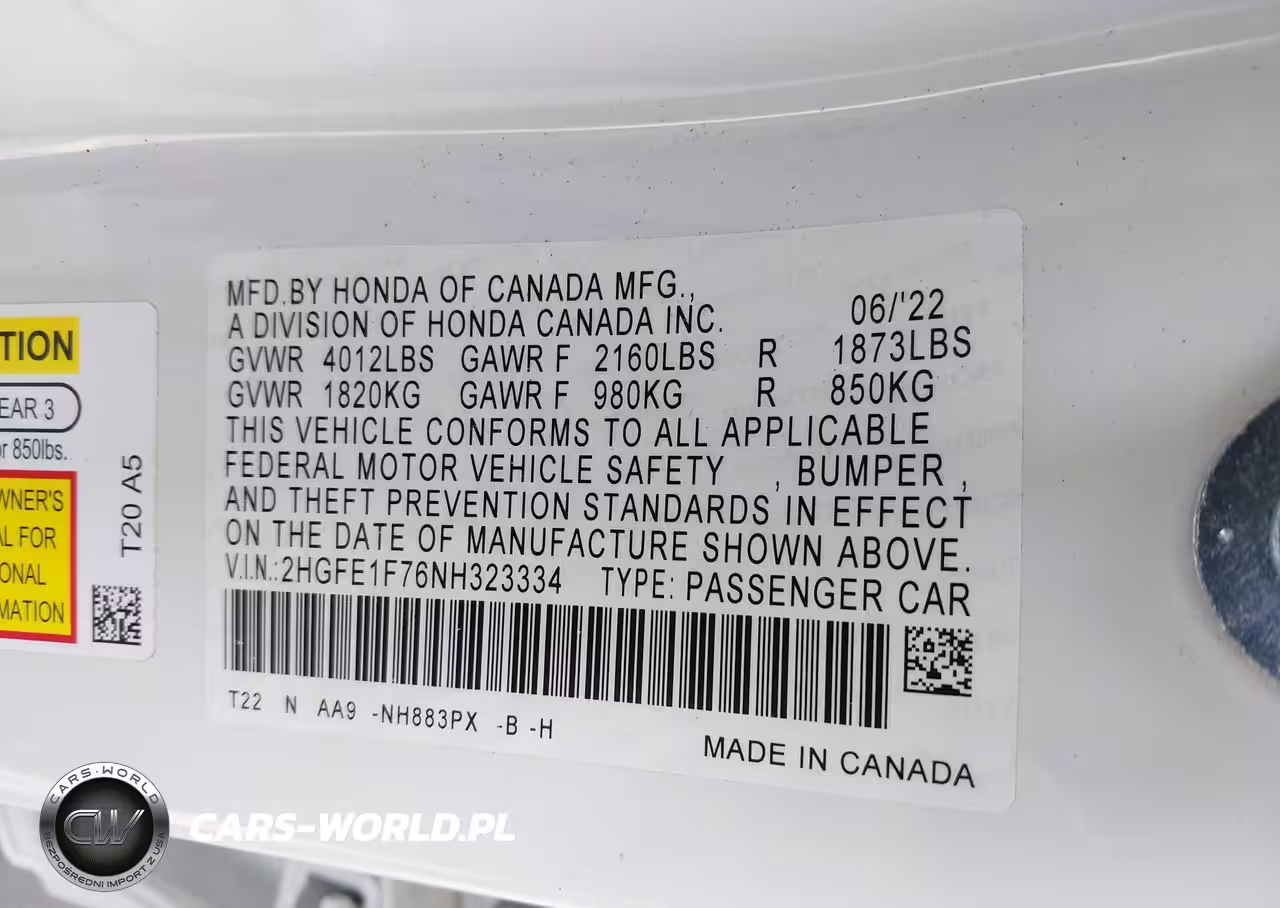 TION
EAR 3
r 850lbs.
WNER'S
AL FOR
ONAL
MATION
T20 A5
MFD.BY HONDA OF CANADA MFG.,
A DIVISION OF HONDA CANADA INC. 06/'22
GVWR 4012LBS GAWR F 2160LBS R 1873LBS
GVWR 1820KG GAWR F 980KG R 850KG
THIS VEHICLE CONFORMS TO ALL APPLICABLE
FEDERAL MOTOR VEHICLE SAFETY , BUMPER ,
AND THEFT PREVENTION STANDARDS IN EFFECT
ON THE DATE OF MANUFACTURE SHOWN ABOVE.
V.I.N.:2HGFE1F76NH323334 TYPE: PASSENGER CAR
T22 N AA9 -NH883PX -B -H
MADE IN CANADA
CARS-WORLD
CW
BEZPOŚREDNI IMPORT Z USA
CARS-WORLD.PL